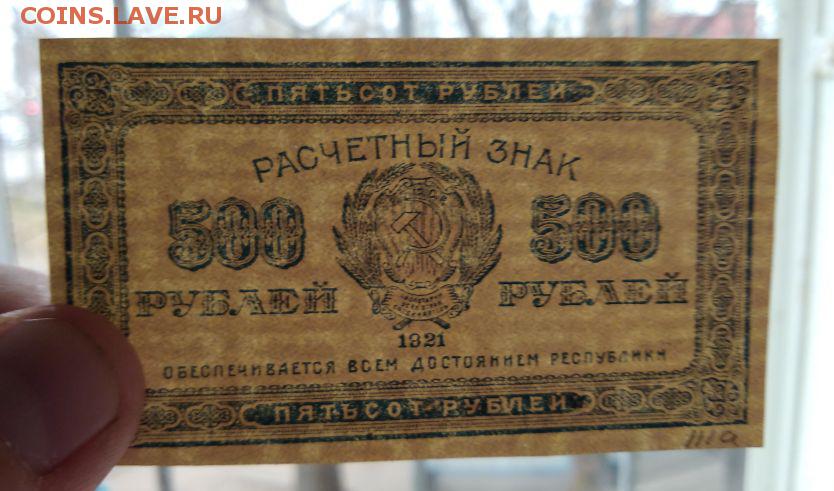 COINS.LAVE.RU
ПЯТЬСОТ РУБЛЕЙ
РАСЧЕТНЫЙ ЗНАК
500 500
РУБЛЕЙ РУБЛЕЙ
1921
ОБЕСПЕЧИВАЕТСЯ ВСЕМ ДОСТОЯНИЕМ РЕСПУБЛИКИ
ПЯТЬСОТ РУБЛЕЙ